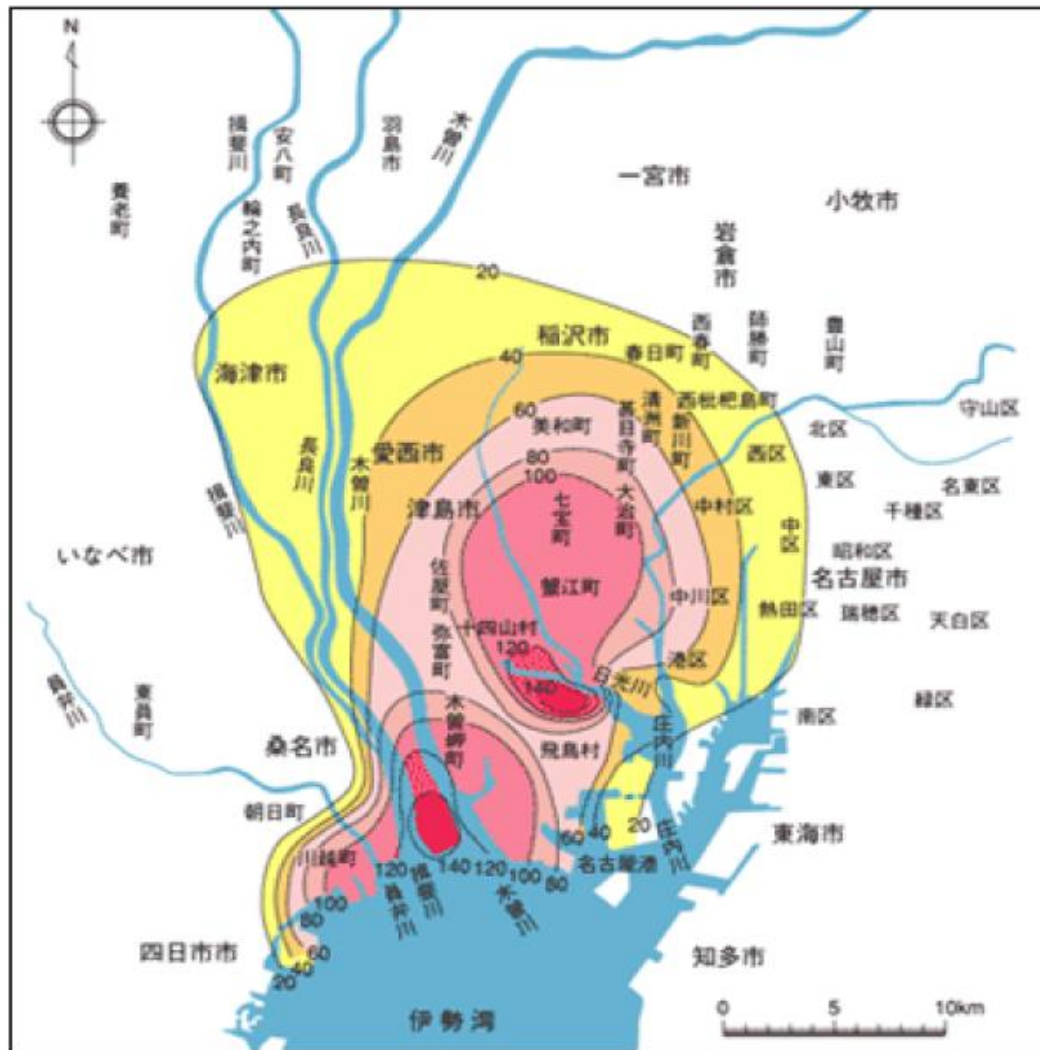 N
揖斐川
安八町
羽島市
木曽川
養老町
輪之内町
長良川
一宮市
小牧市
岩倉市
20
海津市
稲沢市
春日町
西春町
師勝町
豊山町
40
清洲町
西枇杷島町
守山区
60
美和町
甚目寺町
新川町
北区
愛西市
西区
長良川
木曽川
揖斐川
80
100
津島市
七宝町
大治町
中村区
東区
名東区
千種区
中区
いなべ市
昭和区
名古屋市
佐屋町
蟹江町
中川区
熱田区
瑞穂区
天白区
十四山村
120
弥富町
港区
日光川
140
員弁川
東員町
木曽岬町
庄内川
南区
緑区
桑名市
飛島村
朝日町
川越町
60
40
20
庄内川
東海市
名古屋港
120
140
120
100
80
揖斐川
員弁川
木曽川
100
80
四日市市
60
40
20
知多市
伊勢湾
0
5
10km